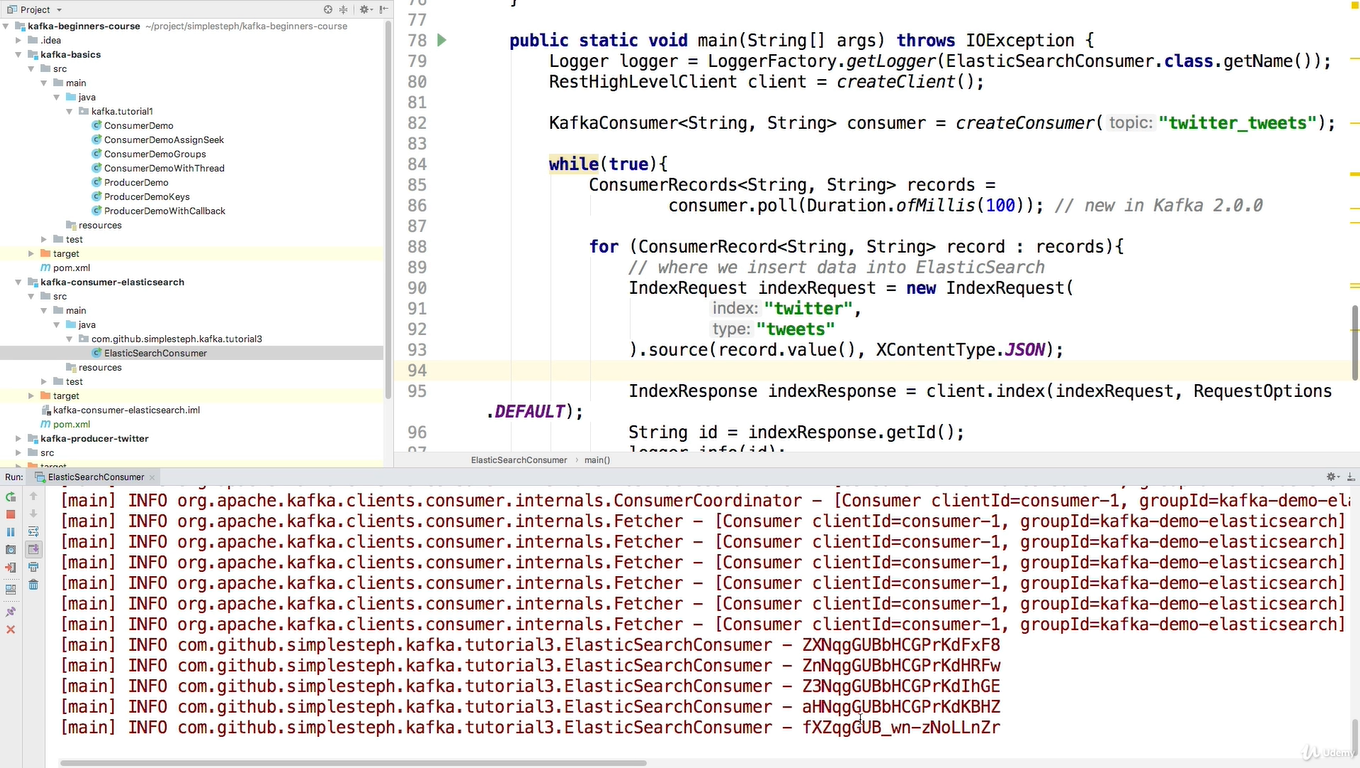 Project
kafka-beginners-course ~/project/simplesteph/kafka-beginners-course
.idea
kafka-basics
src
main
java
kafka.tutorial1
ConsumerDemo
ConsumerDemoAssignSeek
ConsumerDemoGroups
ConsumerDemoWithThread
ProducerDemo
ProducerDemoKeys
ProducerDemoWithCallback
resources
test
target
pom.xml
kafka-consumer-elasticsearch
src
main
java
com.github.simplesteph.kafka.tutorial3
ElasticSearchConsumer
resources
test
target
kafka-consumer-elasticsearch.iml
pom.xml
kafka-producer-twitter
src
target
76 }
77
78 public static void main(String[] args) throws IOException {
79 Logger logger = LoggerFactory.getLogger(ElasticSearchConsumer.class.getName());
80 RestHighLevelClient client = createClient();
81
82 KafkaConsumer<String, String> consumer = createConsumer( topic: "twitter_tweets");
83
84 while(true){
85 ConsumerRecords<String, String> records =
86 consumer.poll(Duration.ofMillis(100)); // new in Kafka 2.0.0
87
88 for (ConsumerRecord<String, String> record : records){
89 // where we insert data into ElasticSearch
90 IndexRequest indexRequest = new IndexRequest(
91 index: "twitter",
92 type: "tweets"
93 ).source(record.value(), XContentType.JSON);
94
95 IndexResponse indexResponse = client.index(indexRequest, RequestOptions
.DEFAULT);
96 String id = indexResponse.getId();
97 logger.info(id);
ElasticSearchConsumer › main()
Run: ElasticSearchConsumer
[main] INFO org.apache.kafka.clients.consumer.internals.ConsumerCoordinator - [Consumer clientId=consumer-1, groupId=kafka-demo-ela
[main] INFO org.apache.kafka.clients.consumer.internals.Fetcher - [Consumer clientId=consumer-1, groupId=kafka-demo-elasticsearch]
[main] INFO org.apache.kafka.clients.consumer.internals.Fetcher - [Consumer clientId=consumer-1, groupId=kafka-demo-elasticsearch]
[main] INFO org.apache.kafka.clients.consumer.internals.Fetcher - [Consumer clientId=consumer-1, groupId=kafka-demo-elasticsearch]
[main] INFO org.apache.kafka.clients.consumer.internals.Fetcher - [Consumer clientId=consumer-1, groupId=kafka-demo-elasticsearch]
[main] INFO org.apache.kafka.clients.consumer.internals.Fetcher - [Consumer clientId=consumer-1, groupId=kafka-demo-elasticsearch]
[main] INFO org.apache.kafka.clients.consumer.internals.Fetcher - [Consumer clientId=consumer-1, groupId=kafka-demo-elasticsearch]
[main] INFO com.github.simplesteph.kafka.tutorial3.ElasticSearchConsumer - ZXNqgGUBbHCGPrKdFxF8
[main] INFO com.github.simplesteph.kafka.tutorial3.ElasticSearchConsumer - ZnNqgGUBbHCGPrKdHRFw
[main] INFO com.github.simplesteph.kafka.tutorial3.ElasticSearchConsumer - Z3NqgGUBbHCGPrKdIhGE
[main] INFO com.github.simplesteph.kafka.tutorial3.ElasticSearchConsumer - aHNqgGUBbHCGPrKdKBHZ
[main] INFO com.github.simplesteph.kafka.tutorial3.ElasticSearchConsumer - fXZqgGUB_wn-zNoLLnZr
Udemy